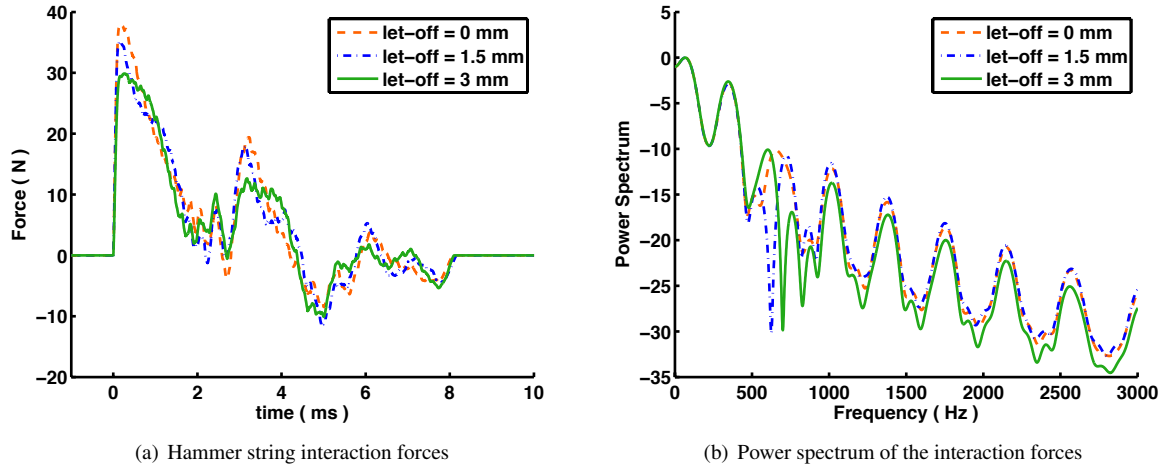 40
30
20
10
0
−10
−20
Force ( N )
0
2
4
6
8
10
time ( ms )
let−off = 0 mm
let−off = 1.5 mm
let−off = 3 mm
(a) Hammer string interaction forces
0
−5
−10
−15
−20
−25
−30
−35
Power Spectrum
0
500
1000
1500
2000
2500
3000
Frequency ( Hz )
let−off = 0 mm
let−off = 1.5 mm
let−off = 3 mm
(b) Power spectrum of the interaction forces